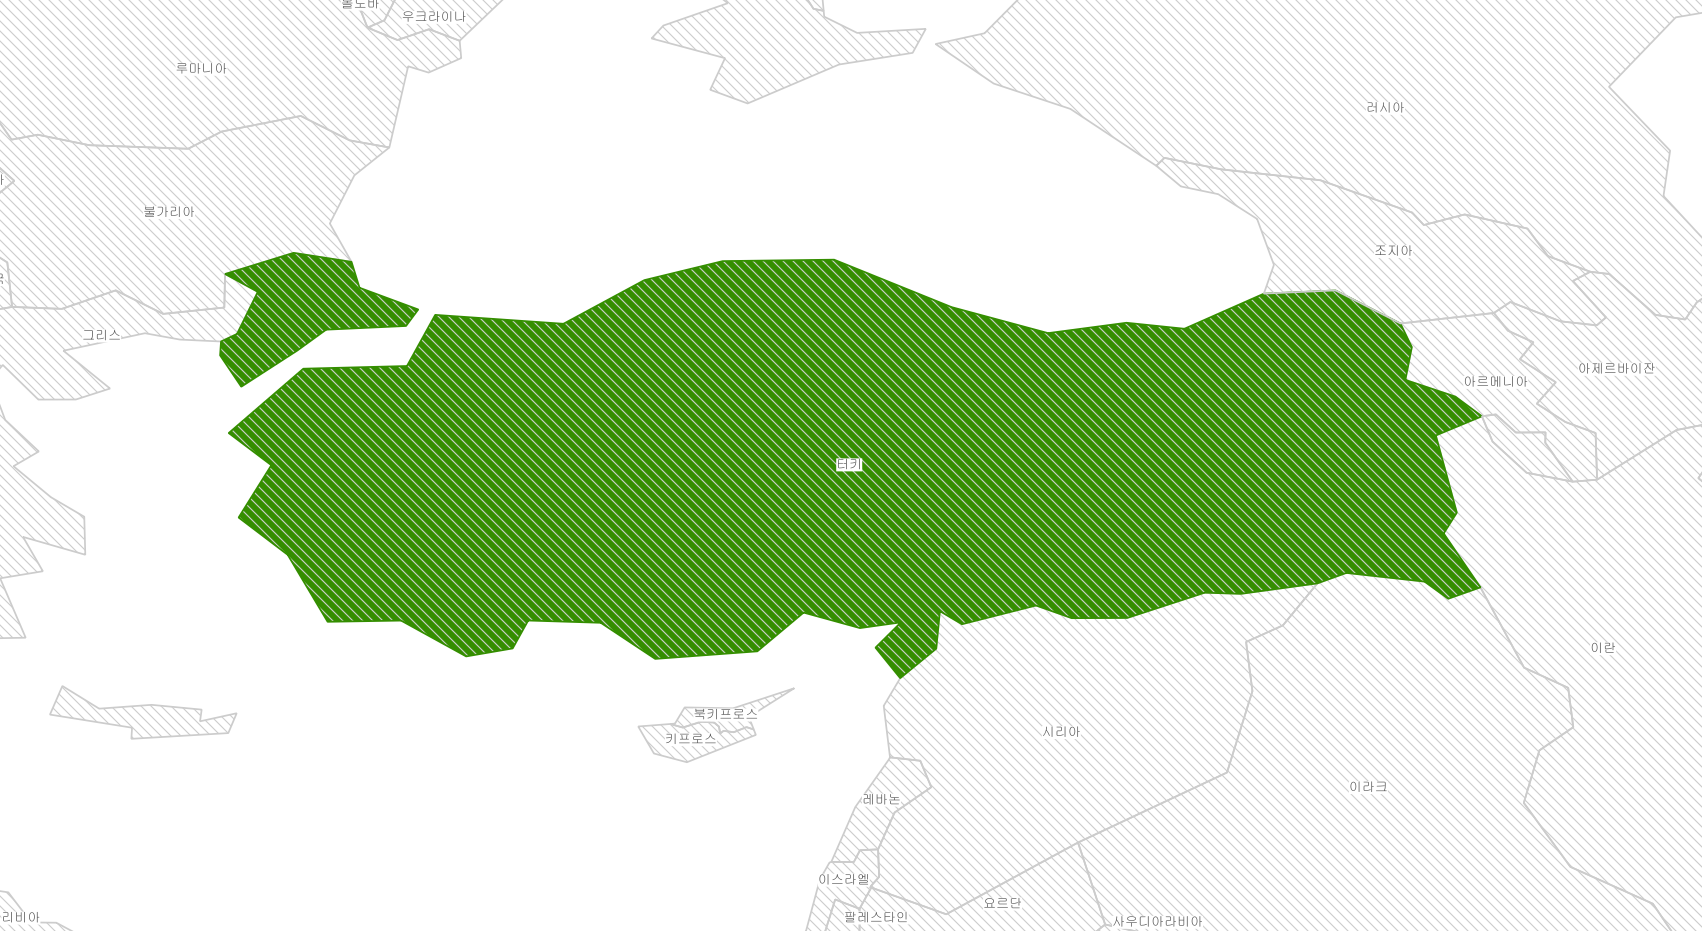 몰도바
우크라이나
루마니아
러시아
불가리아
조지아
그리스
아르메니아
아제르바이잔
터키
이란
북키프로스
키프로스
시리아
이라크
레바논
이스라엘
요르단
팔레스타인
사우디아라비아
리비아